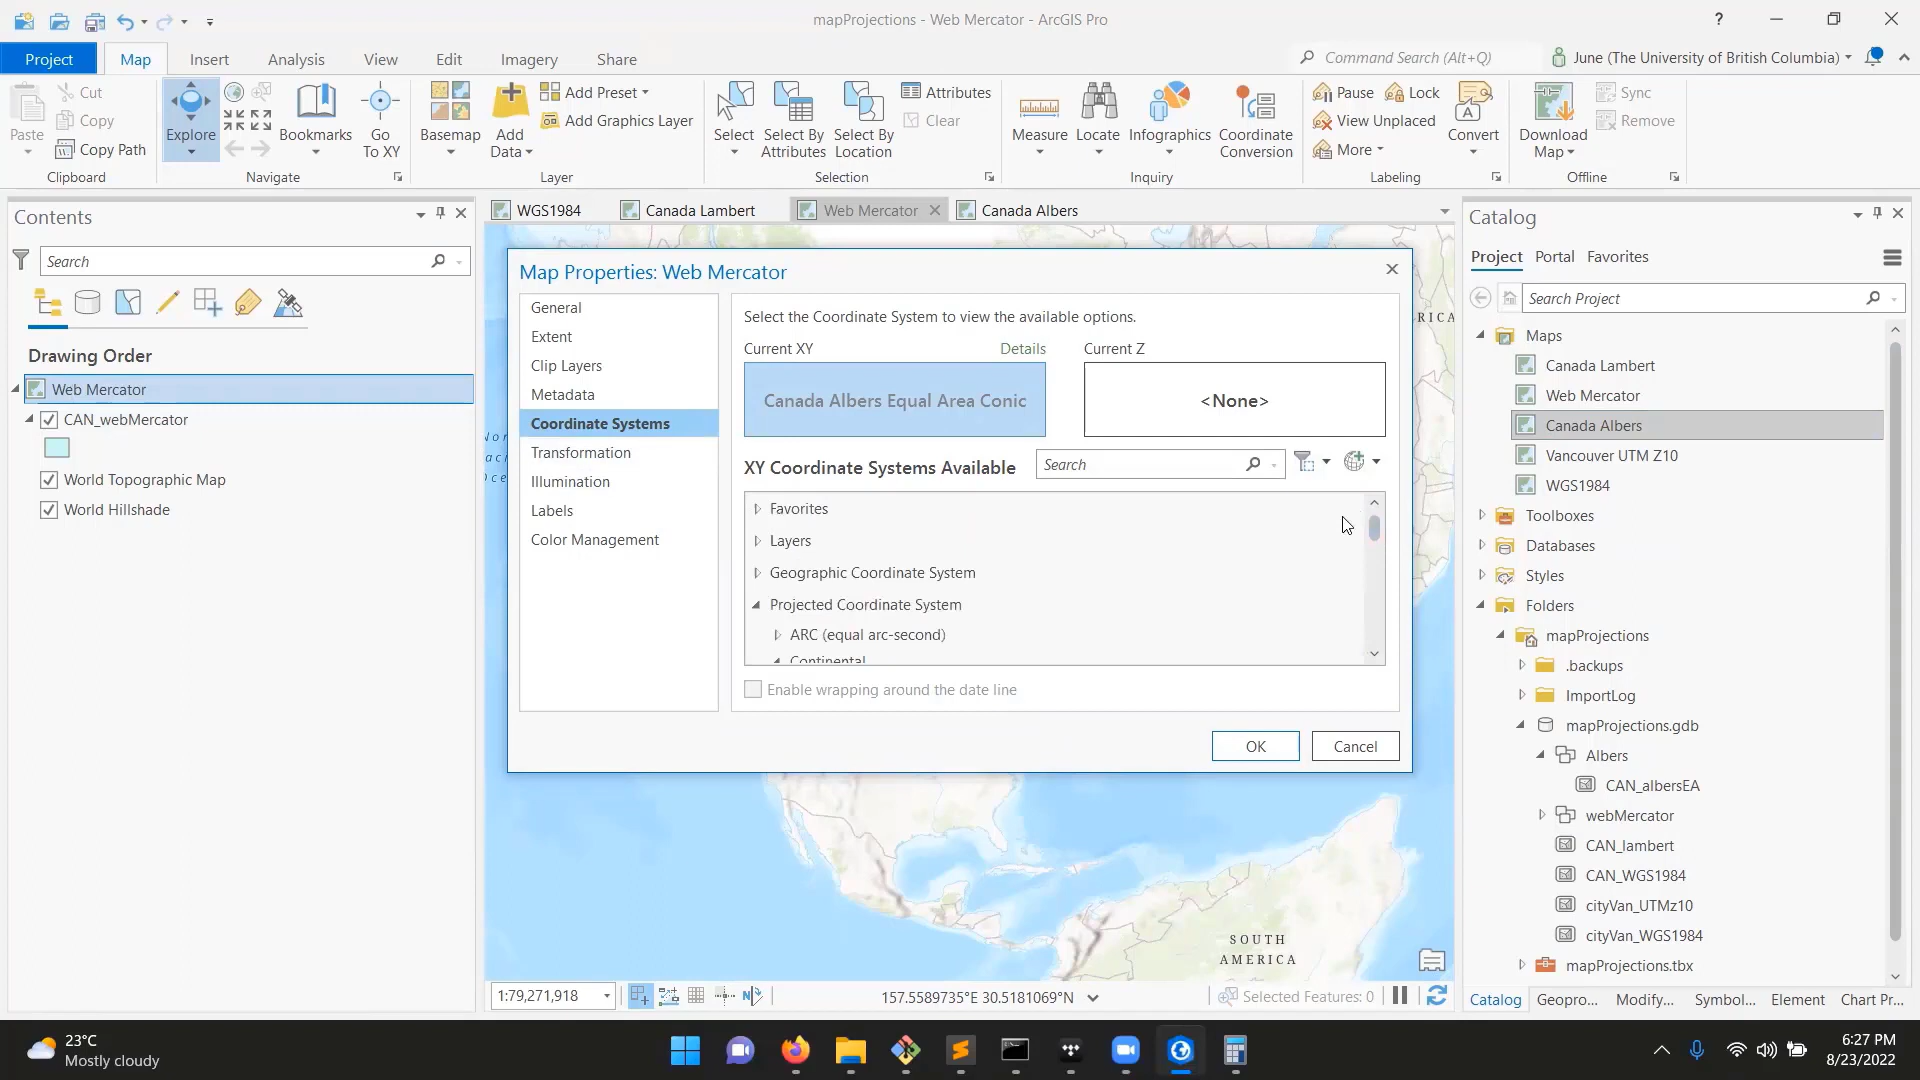 mapProjections - Web Mercator - ArcGIS Pro
?
Project
Map
Insert
Analysis
View
Edit
Imagery
Share
Command Search (Alt+Q)
June (The University of British Columbia)
Paste
Cut
Copy
Copy Path
Clipboard
Explore
Bookmarks
Go
To XY
Navigate
Basemap
Add
Data
Add Preset
Add Graphics Layer
Layer
Select
Select By
Attributes
Select By
Location
Attributes
Clear
Selection
Measure
Locate
Infographics
Coordinate
Conversion
Inquiry
Pause
Lock
View Unplaced
More
Convert
Labeling
Download
Map
Sync
Remove
Offline
Contents
Search
Drawing Order
Web Mercator
CAN_webMercator
World Topographic Map
World Hillshade
WGS1984
Canada Lambert
Web Mercator
Canada Albers
Map Properties: Web Mercator
General
Extent
Clip Layers
Metadata
Coordinate Systems
Transformation
Illumination
Labels
Color Management
Select the Coordinate System to view the available options.
Current XY
Details
Current Z
Canada Albers Equal Area Conic
<None>
XY Coordinate Systems Available
Search
Favorites
Layers
Geographic Coordinate System
Projected Coordinate System
ARC (equal arc-second)
Continental
Enable wrapping around the date line
OK
Cancel
SOUTH
AMERICA
1:79,271,918
157.5589735°E 30.5181069°N
Selected Features: 0
Catalog
Project
Portal
Favorites
Search Project
Maps
Canada Lambert
Web Mercator
Canada Albers
Vancouver UTM Z10
WGS1984
Toolboxes
Databases
Styles
Folders
mapProjections
.backups
ImportLog
mapProjections.gdb
Albers
CAN_albersEA
webMercator
CAN_lambert
CAN_WGS1984
cityVan_UTMz10
cityVan_WGS1984
mapProjections.tbx
Catalog
Geopro...
Modify...
Symbol...
Element
Chart Pr...
23°C
Mostly cloudy
6:27 PM
8/23/2022